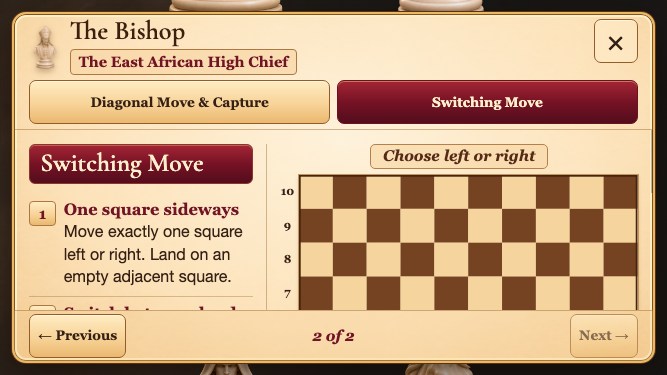 The Bishop
The East African High Chief
✕
Diagonal Move & Capture
Switching Move
Switching Move
1
One square sideways
Move exactly one square
left or right. Land on an
empty adjacent square.
Choose left or right
10
9
8
7
← Previous
2 of 2
Next →